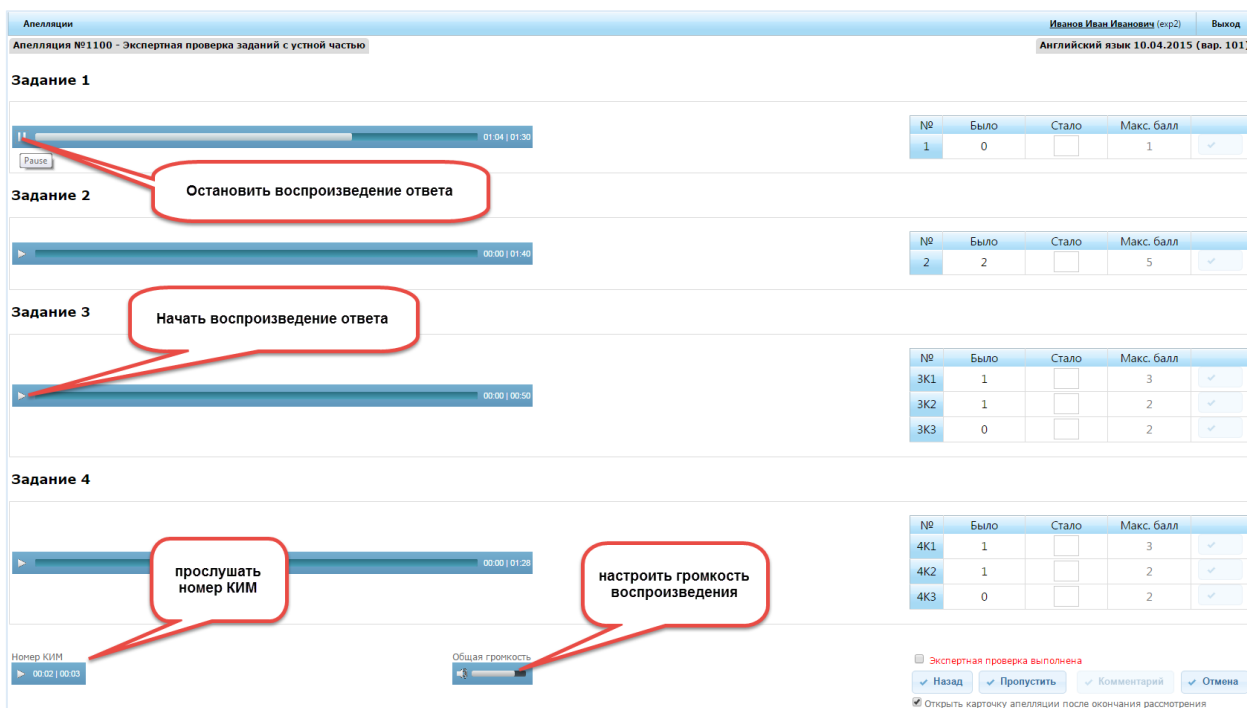 Апелляции Иванов Иван Иванович (exp2) Выход
Апелляция №1100 - Экспертная проверка заданий с устной частью Английский язык 10.04.2015 (вар. 101)
Задание 1
01:04 | 01:30
Pause
Остановить воспроизведение ответа
№ Было Стало Макс. балл
1 0 1
Задание 2
00:00 | 01:40
№ Было Стало Макс. балл
2 2 5
Задание 3
Начать воспроизведение ответа
00:00 | 00:50
№ Было Стало Макс. балл
3К1 1 3
3К2 1 2
3К3 0 2
Задание 4
00:00 | 01:28
прослушать
номер КИМ
настроить громкость
воспроизведения
№ Было Стало Макс. балл
4К1 1 3
4К2 1 2
4К3 0 2
Номер КИМ
00:02 | 00:03
Общая громкость
Экспертная проверка выполнена
Назад Пропустить Комментарий Отмена
Открыть карточку апелляции после окончания рассмотрения